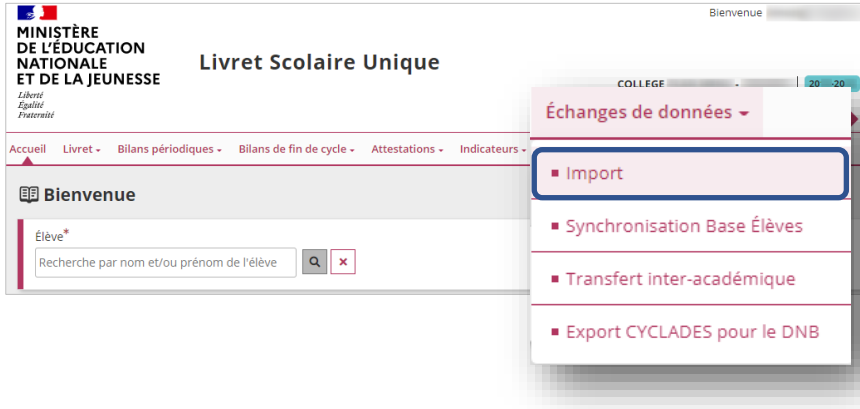 Bienvenue
MINISTÈRE
DE L'ÉDUCATION
NATIONALE
ET DE LA JEUNESSE
Liberté
Égalité
Fraternité
Livret Scolaire Unique
COLLEGE - 20 -20
Accueil Livret Bilans périodiques Bilans de fin de cycle Attestations Indicateurs
Bienvenue
Élève*
Recherche par nom et/ou prénom de l'élève
Échanges de données
Import
Synchronisation Base Élèves
Transfert inter-académique
Export CYCLADES pour le DNB